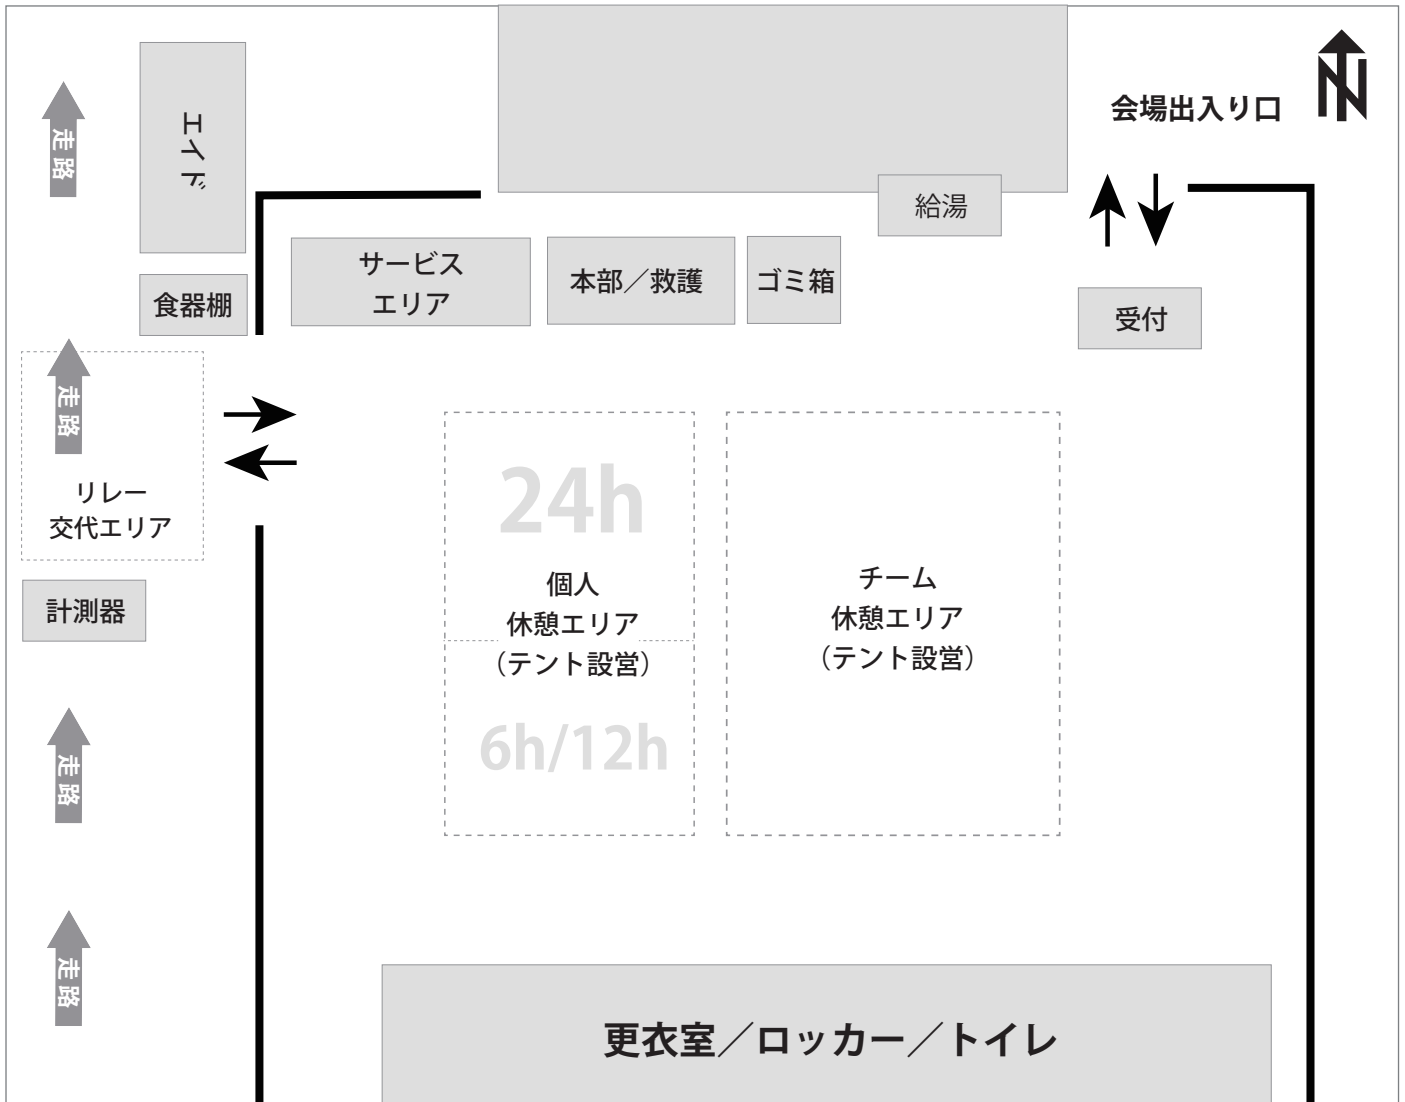 会場出入り口
N
走路
エイド
給湯
サービス
エリア
本部／救護
ゴミ箱
食器棚
受付
走路
リレー
交代エリア
24h
個人
休憩エリア
（テント設営）
6h/12h
チーム
休憩エリア
（テント設営）
計測器
走路
走路
更衣室／ロッカー／トイレ